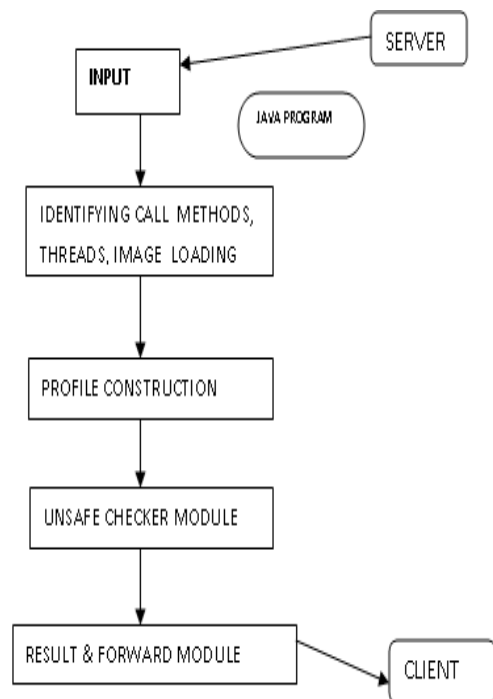 SERVER
INPUT
JAVA PROGRAM
IDENTIFYING CALL METHODS,
THREADS, IMAGE LOADING
PROFILE CONSTRUCTION
UNSAFE CHECKER MODULE
RESULT & FORWARD MODULE
CLIENT